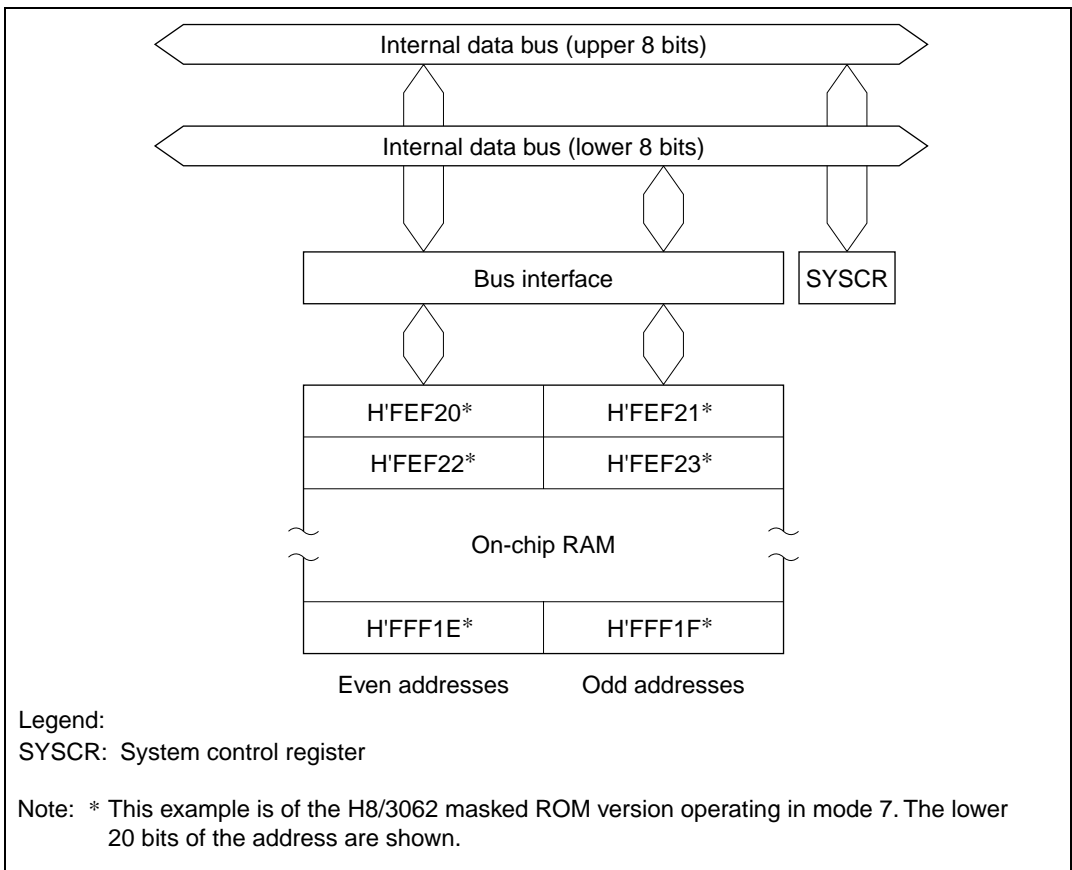 Internal data bus (upper 8 bits)
Internal data bus (lower 8 bits)
Bus interface
SYSCR
H'FEF20*
H'FEF21*
H'FEF22*
H'FEF23*
On-chip RAM
H'FFF1E*
H'FFF1F*
Even addresses
Odd addresses
Legend:
SYSCR: System control register
Note: * This example is of the H8/3062 masked ROM version operating in mode 7. The lower
20 bits of the address are shown.